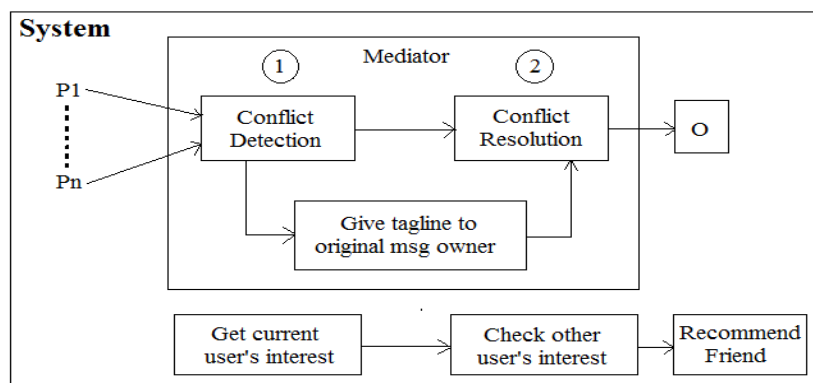 System
Mediator
1
2
P1
Pn
Conflict
Detection
Conflict
Resolution
O
Give tagline to
original msg owner
Get current
user's interest
Check other
user's interest
Recommend
Friend